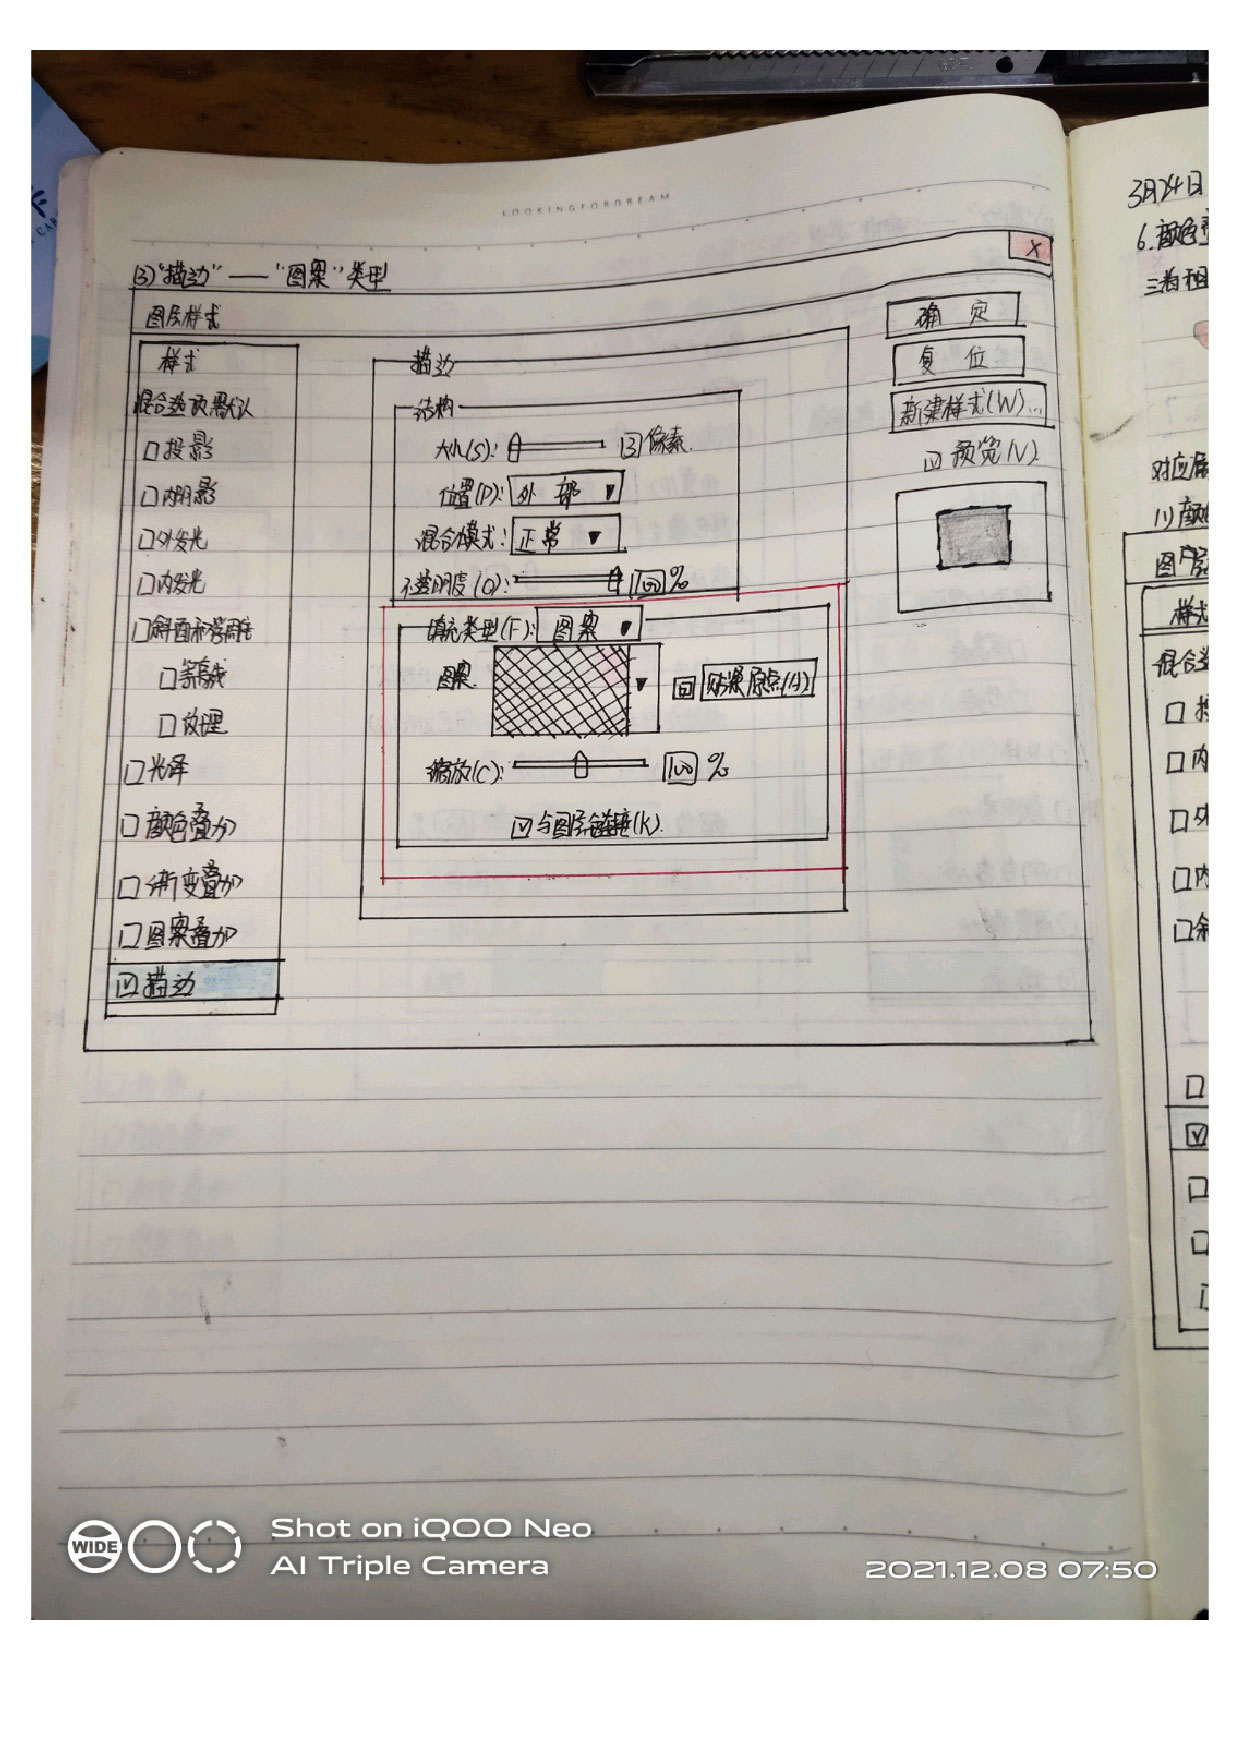 LOOKINGFORDREAM
(3)“描边”——“图案”类型
X
图层样式
样式
混合选项:默认
投影
内阴影
外发光
内发光
斜面和浮雕
等高线
纹理
光泽
颜色叠加
渐变叠加
图案叠加
描边
描边
结构
大小(S): 3 像素
位置(P): 外部
混合模式: 正常
不透明度(O): 100 %
填充类型(F): 图案
图案
贴紧原点(A)
缩放(C): 100 %
与图层链接(K)
确定
复位
新建样式(W)...
预览(V)
3月24日
6.颜色
三者相
对应
(1)颜
图层
样式
混合
内
外
内
斜
WIDE
Shot on iQOO Neo
AI Triple Camera
2021.12.08 07:50